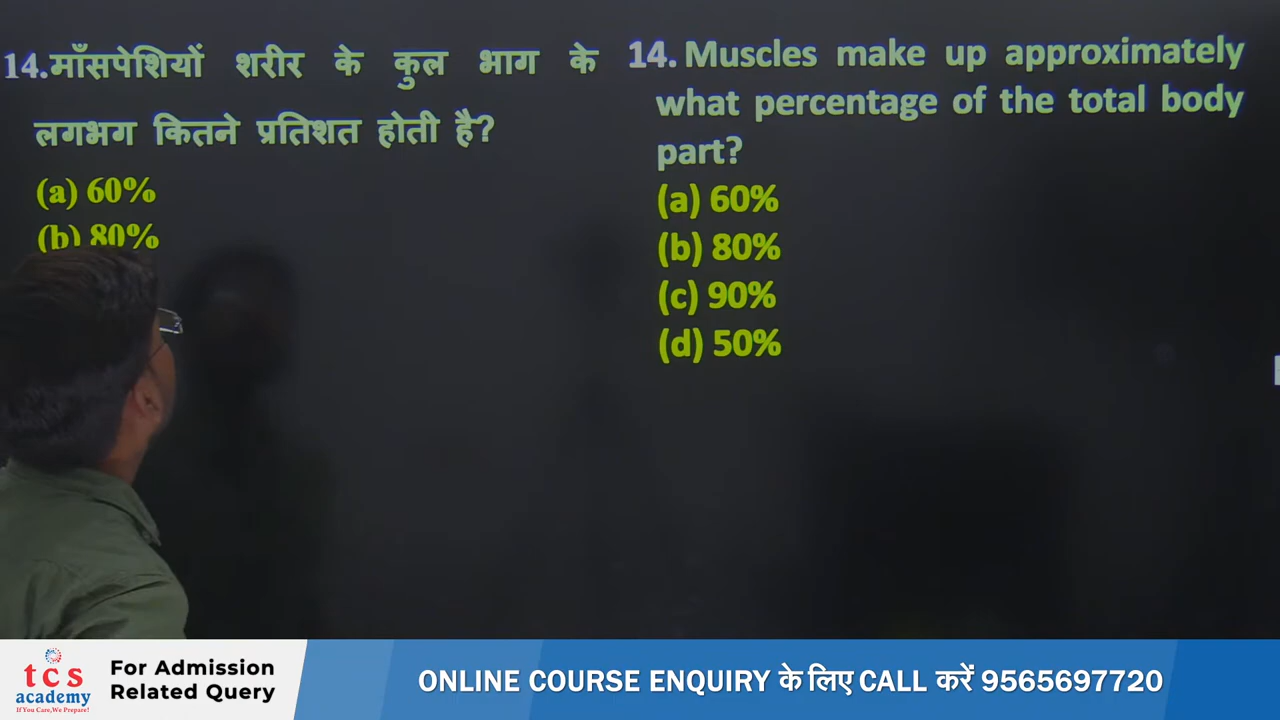 14.माँसपेशियों शरीर के कुल भाग के
लगभग कितने प्रतिशत होती है?
(a) 60%
(b) 80%
14. Muscles make up approximately
what percentage of the total body
part?
(a) 60%
(b) 80%
(c) 90%
(d) 50%
tcs
academy
If You Care,We Prepare!
For Admission
Related Query
ONLINE COURSE ENQUIRY के लिए CALL करें 9565697720